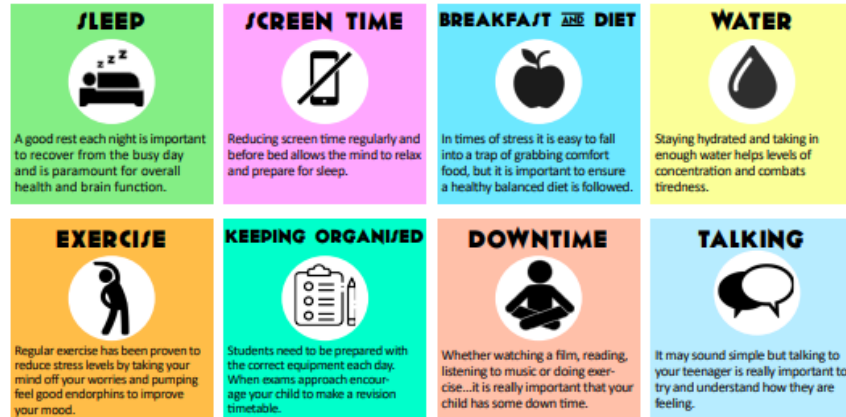 SLEEP
z z Z
A good rest each night is important
to recover from the busy day
and is paramount for overall
health and brain function.
SCREEN TIME
Reducing screen time regularly and
before bed allows the mind to relax
and prepare for sleep.
BREAKFAST AND DIET
In times of stress it is easy to fall
into a trap of grabbing comfort
food, but it is important to ensure
a healthy balanced diet is followed.
WATER
Staying hydrated and taking in
enough water helps levels of
concentration and combats
tiredness.
EXERCISE
Regular exercise has been proven to
reduce stress levels by taking your
mind off your worries and pumping
feel good endorphins to improve
your mood.
KEEPING ORGANISED
Students need to be prepared with
the correct equipment each day.
When exams approach encour-
age your child to make a revision
timetable.
DOWNTIME
Whether watching a film, reading,
listening to music or doing exer-
cise...it is really important that your
child has some down time.
TALKING
It may sound simple but talking to
your teenager is really important to
try and understand how they are
feeling.